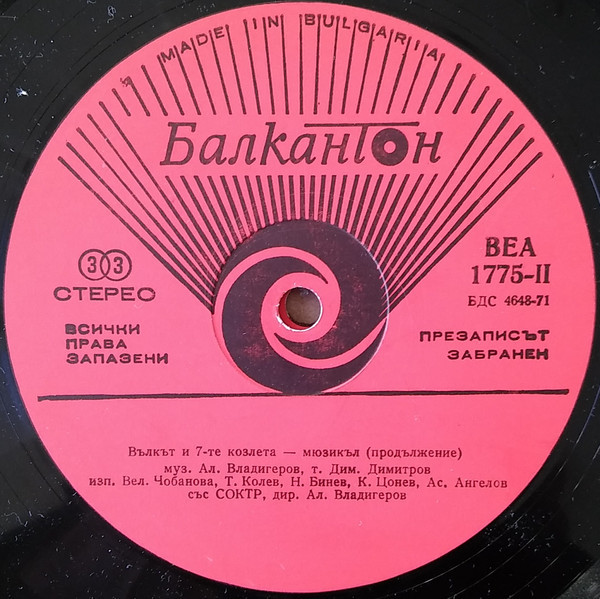 MADE IN BULGARIA
Балкантон
33
СТЕРЕО
ВСИЧКИ
ПРАВА
ЗАПАЗЕНИ
ВЕА
1775-II
БДС 4648-71
ПРЕЗАПИСЪТ
ЗАБРАНЕН
Вълкът и 7-те козлета — мюзикъл (продължение)
муз. Ал. Владигеров, т. Дим. Димитров
изп. Вел. Чобанова, Т. Колев, Н. Бинев, К. Цонев, Ас. Ангелов
със СОКТР, дир. Ал. Владигеров